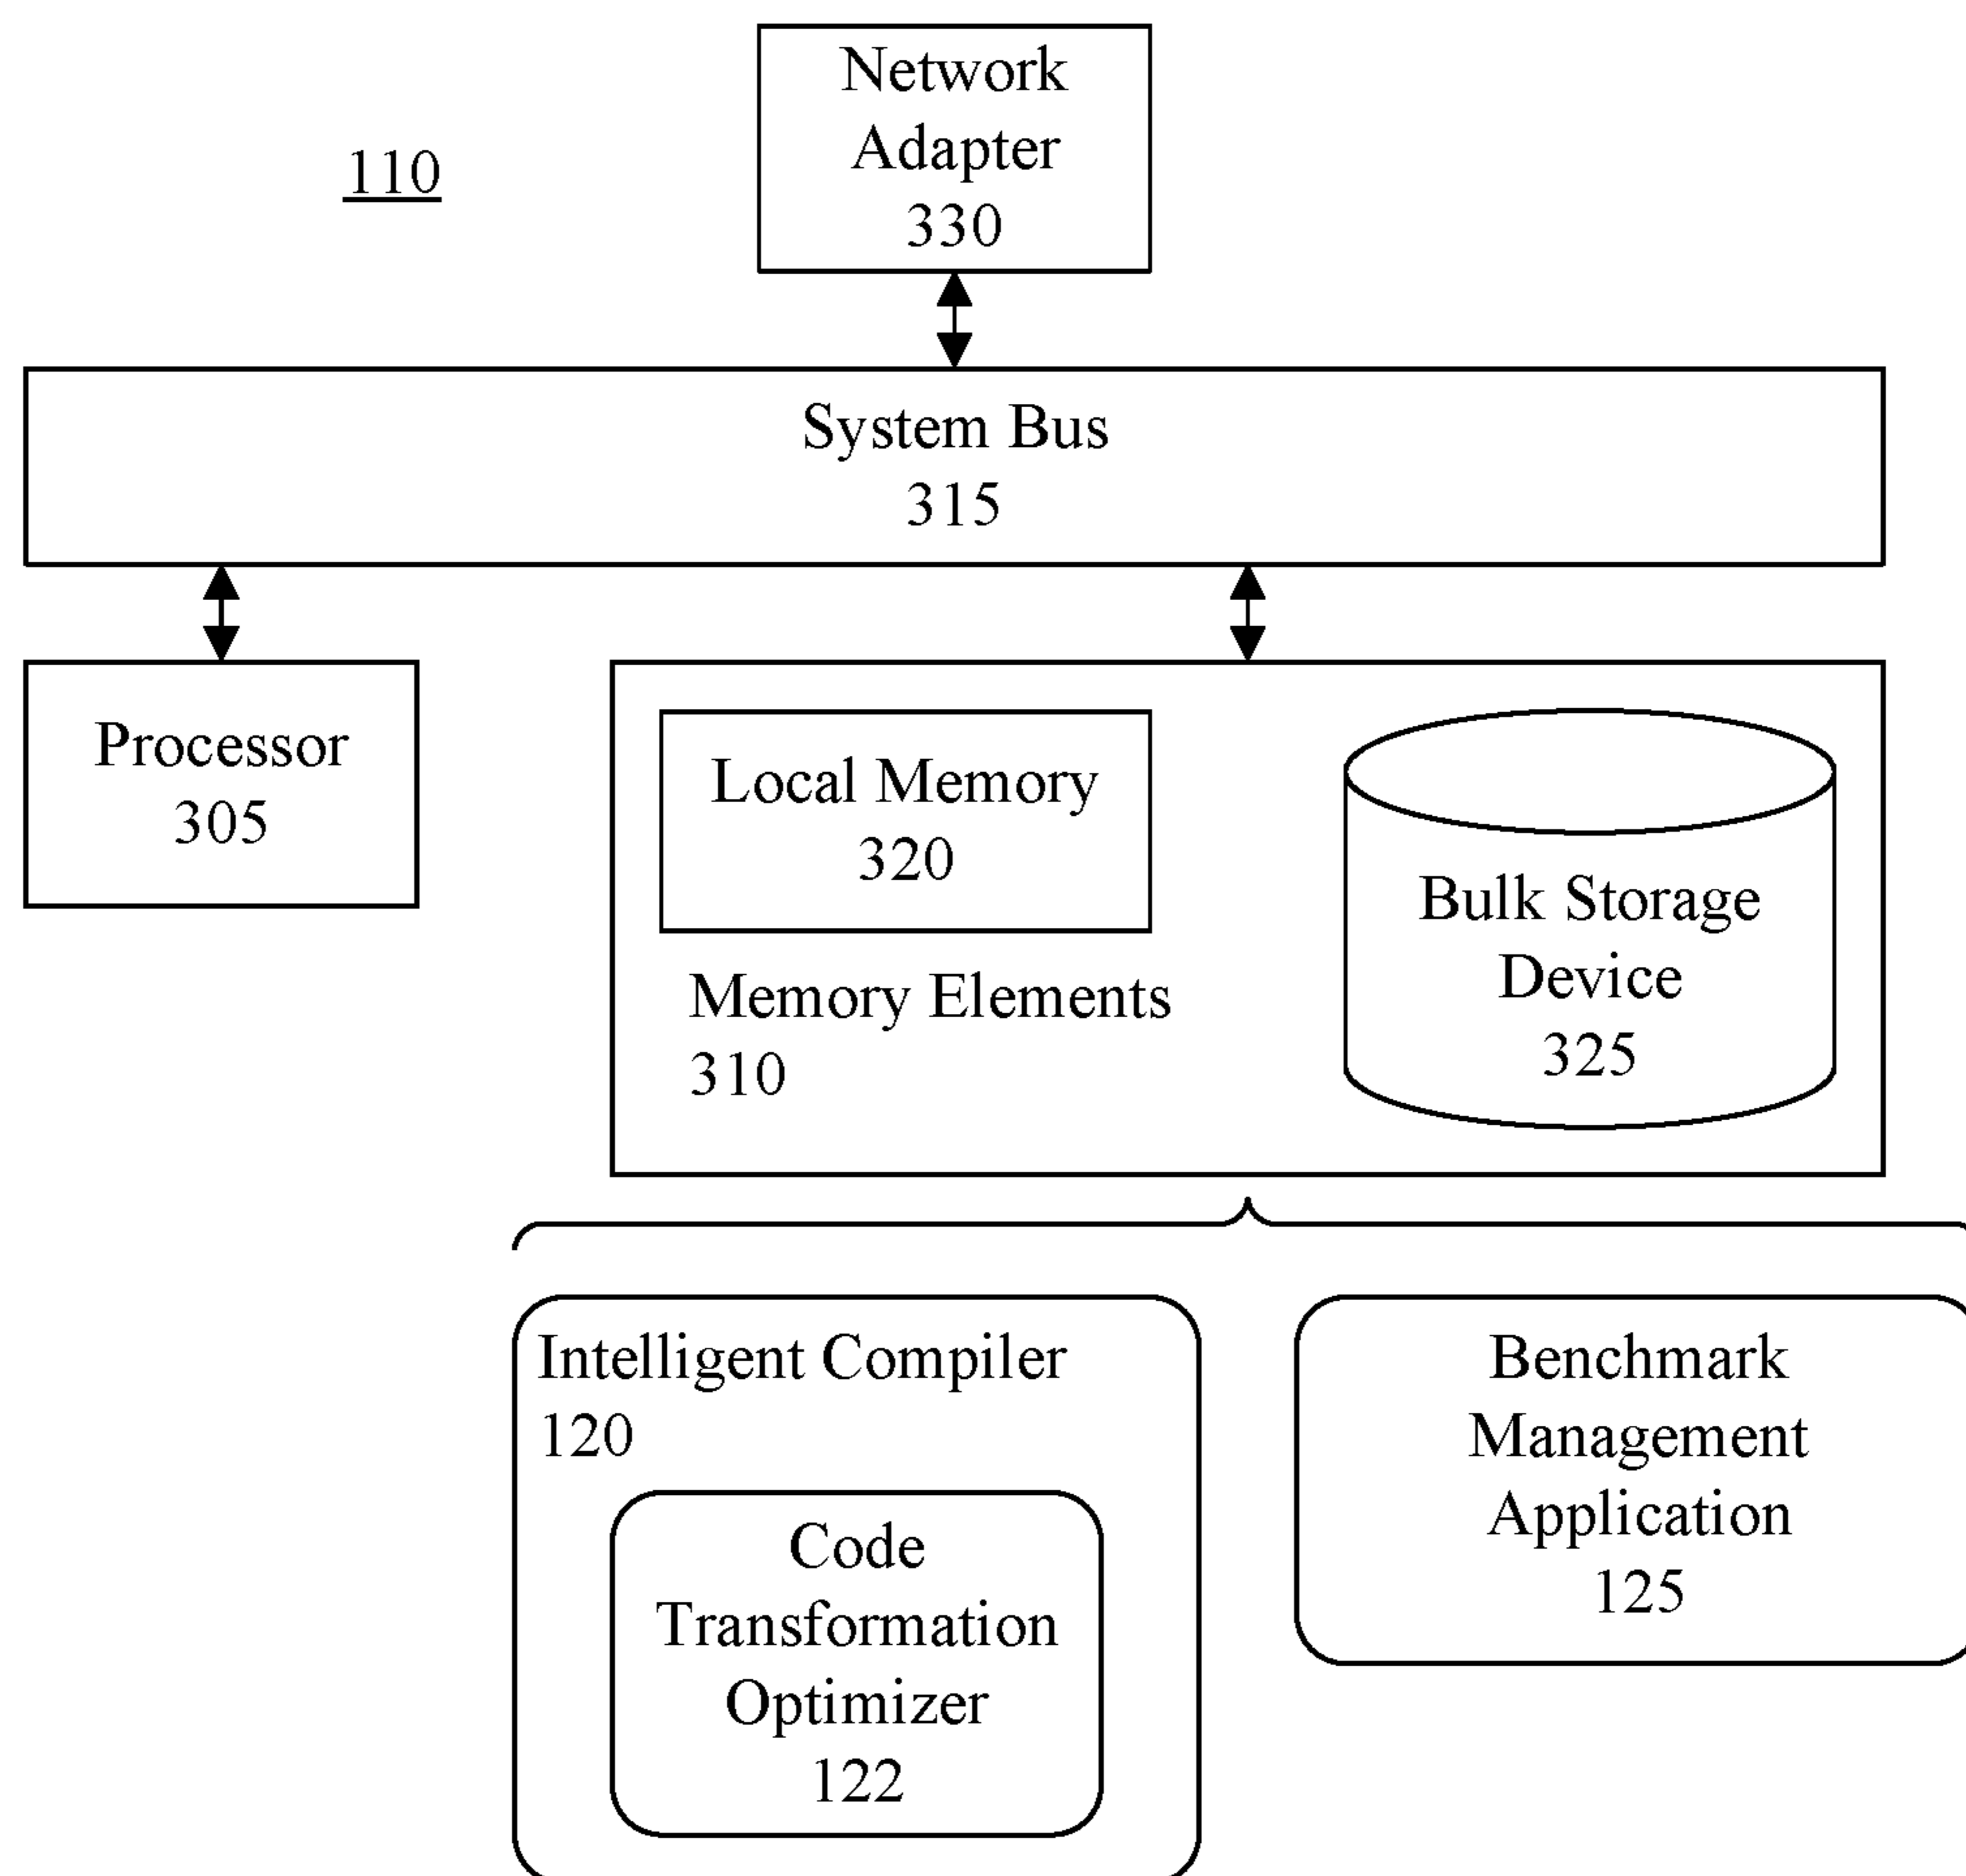 Network
Adapter
330
110
System Bus
315
Processor
305
Local Memory
320
Memory Elements
310
Bulk Storage
Device
325
Intelligent Compiler
120
Code
Transformation
Optimizer
122
Benchmark
Management
Application
125